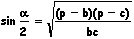 sin α/2 = √((p − b)(p − c)/bc)